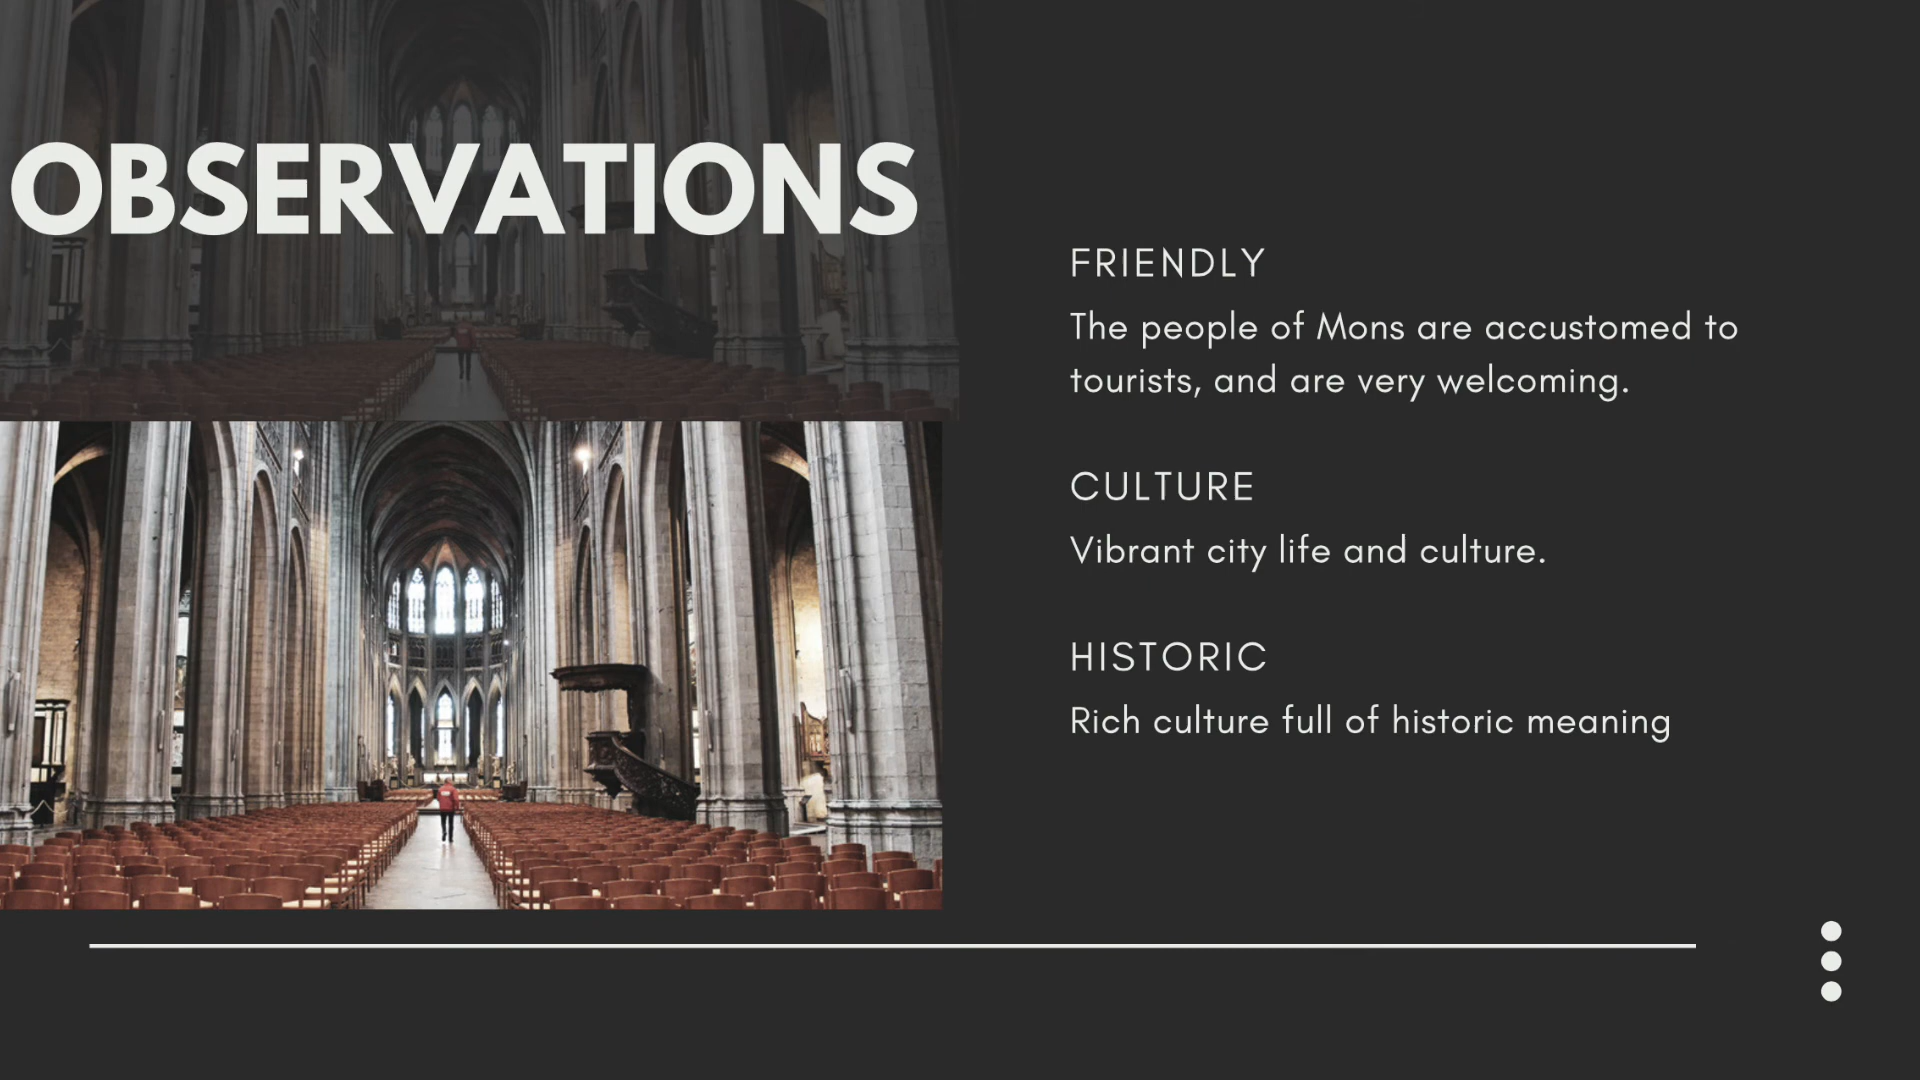 OBSERVATIONS
FRIENDLY
The people of Mons are accustomed to
tourists, and are very welcoming.
CULTURE
Vibrant city life and culture.
HISTORIC
Rich culture full of historic meaning